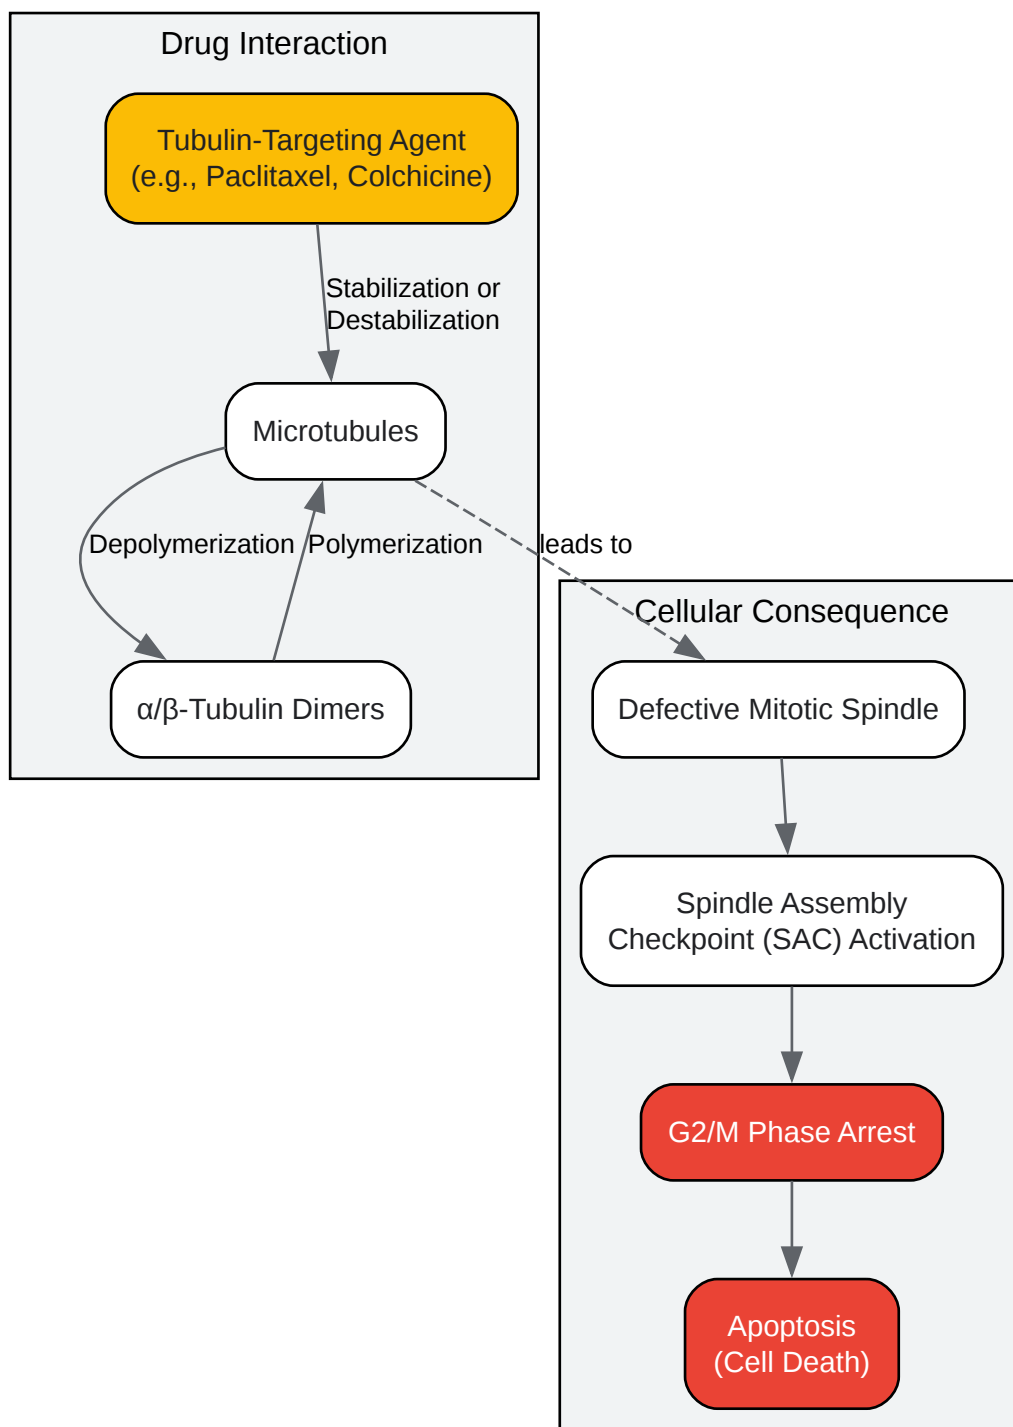 Drug Interaction
Tubulin-Targeting Agent
(e.g., Paclitaxel, Colchicine)
Stabilization or
Destabilization
Microtubules
Depolymerization
Polymerization
leads to
α/β-Tubulin Dimers
Cellular Consequence
Defective Mitotic Spindle
Spindle Assembly
Checkpoint (SAC) Activation
G2/M Phase Arrest
Apoptosis
(Cell Death)